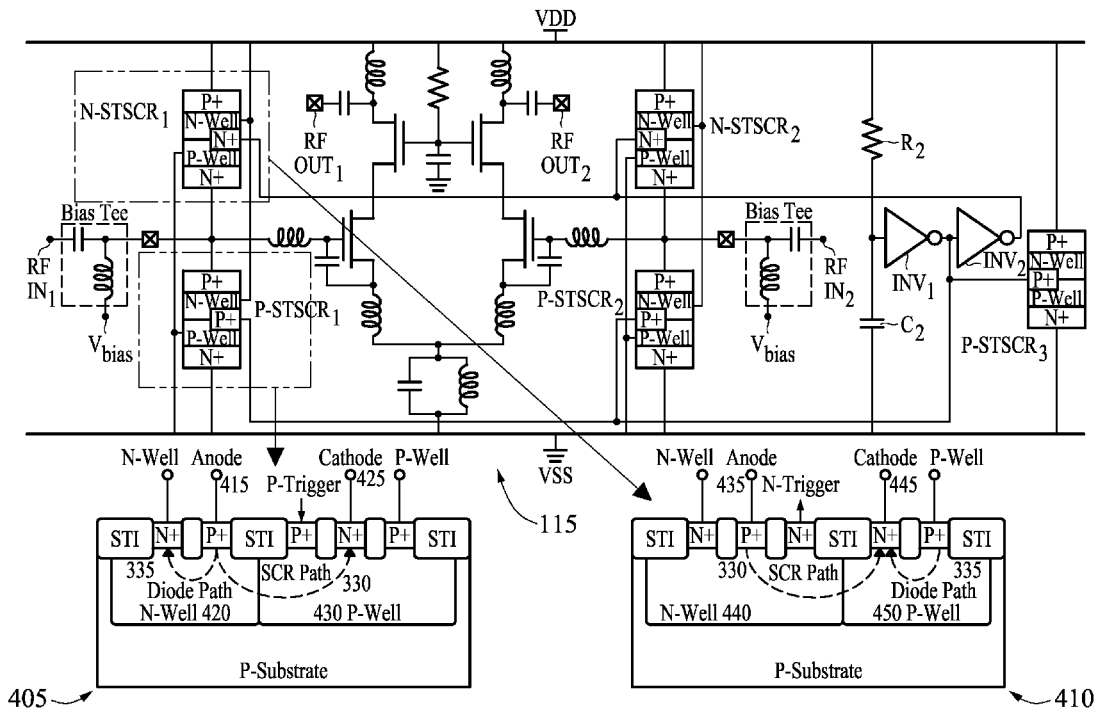 VDD
N-STSCR1
P+
N-Well
N+
P-Well
N+
RF
OUT1
RF
OUT2
P+
N-Well
N+
P-Well
N+
N-STSCR2
R2
Bias Tee
RF
IN1
Vbias
P+
N-Well
P+
P-Well
N+
P-STSCR1
P-STSCR2
P+
N-Well
P+
P-Well
N+
Bias Tee
RF
IN2
Vbias
INV1
INV2
C2
P+
N-Well
P+
P-Well
N+
P-STSCR3
VSS
115
N-Well
Anode
415
P-Trigger
Cathode
425
P-Well
STI
N+
P+
STI
P+
N+
P+
STI
335
Diode Path
SCR Path
330
N-Well 420
430 P-Well
P-Substrate
405
N-Well
Anode
435
N-Trigger
Cathode
445
P-Well
STI
N+
P+
N+
STI
N+
P+
STI
330
SCR Path
335
Diode Path
N-Well 440
450 P-Well
P-Substrate
410